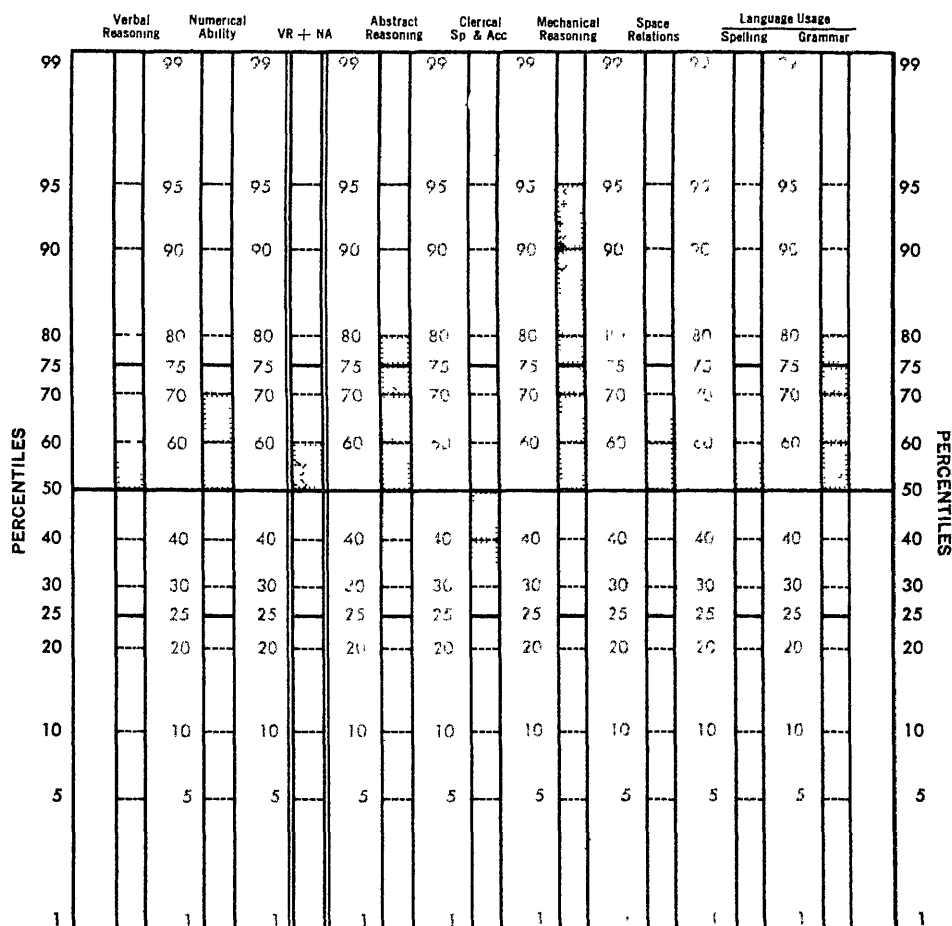 Verbal Reasoning
Numerical Ability
VR + NA
Abstract Reasoning
Clerical Sp & Acc
Mechanical Reasoning
Space Relations
Language Usage
Spelling Grammar
99 99 99 99 99 99 99 99
95 95 95 95 95 95 95 95 95
90 90 90 90 90 90 90 90 90 90
80 80 80 80 80 80 80 80 80
75 75 75 75 75 75 75 75 75 75
70 70 70 70 70 70 70 70 70
60 60 60 60 60 60 60 60
PERCENTILES
PERCENTILES
50 50
40 40 40 40 40 40 40 40 40 40
30 30 30 30 30 30 30 30 30 30
25 25 25 25 25 25 25 25 25 25
20 20 20 20 20 20 20 20 20 20
10 10 10 10 10 10 10 10 10 10
5 5 5 5 5 5 5 5 5 5
1 1 1 1 1 1 1 1 1